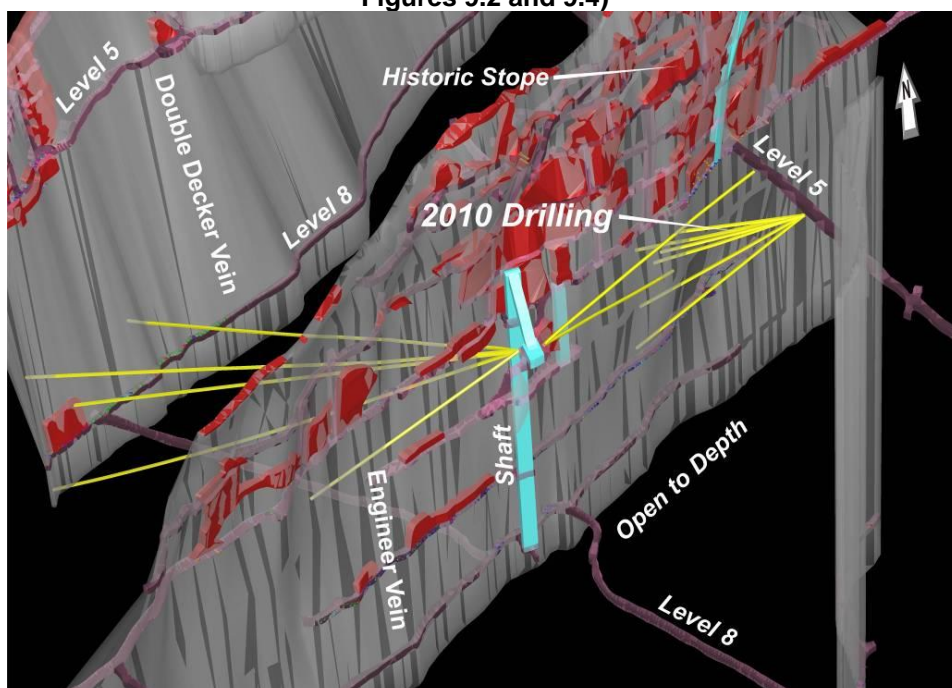 Figures 9.2 and 9.4)
Level 5
Historic Stope
N
Double Decker Vein
Level 5
Level 8
2010 Drilling
Shaft
Engineer Vein
Open to Depth
Level 8